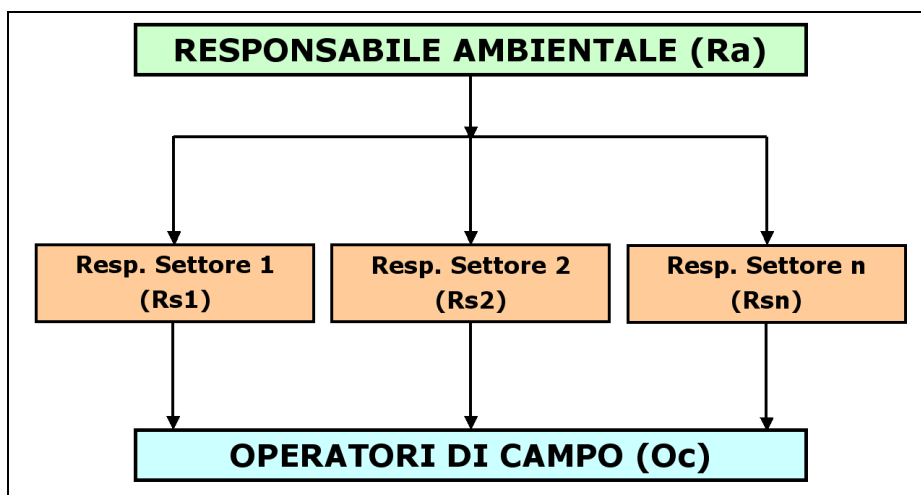 RESPONSABILE AMBIENTALE (Ra)
Resp. Settore 1
(Rs1)
Resp. Settore 2
(Rs2)
Resp. Settore n
(Rsn)
OPERATORI DI CAMPO (Oc)